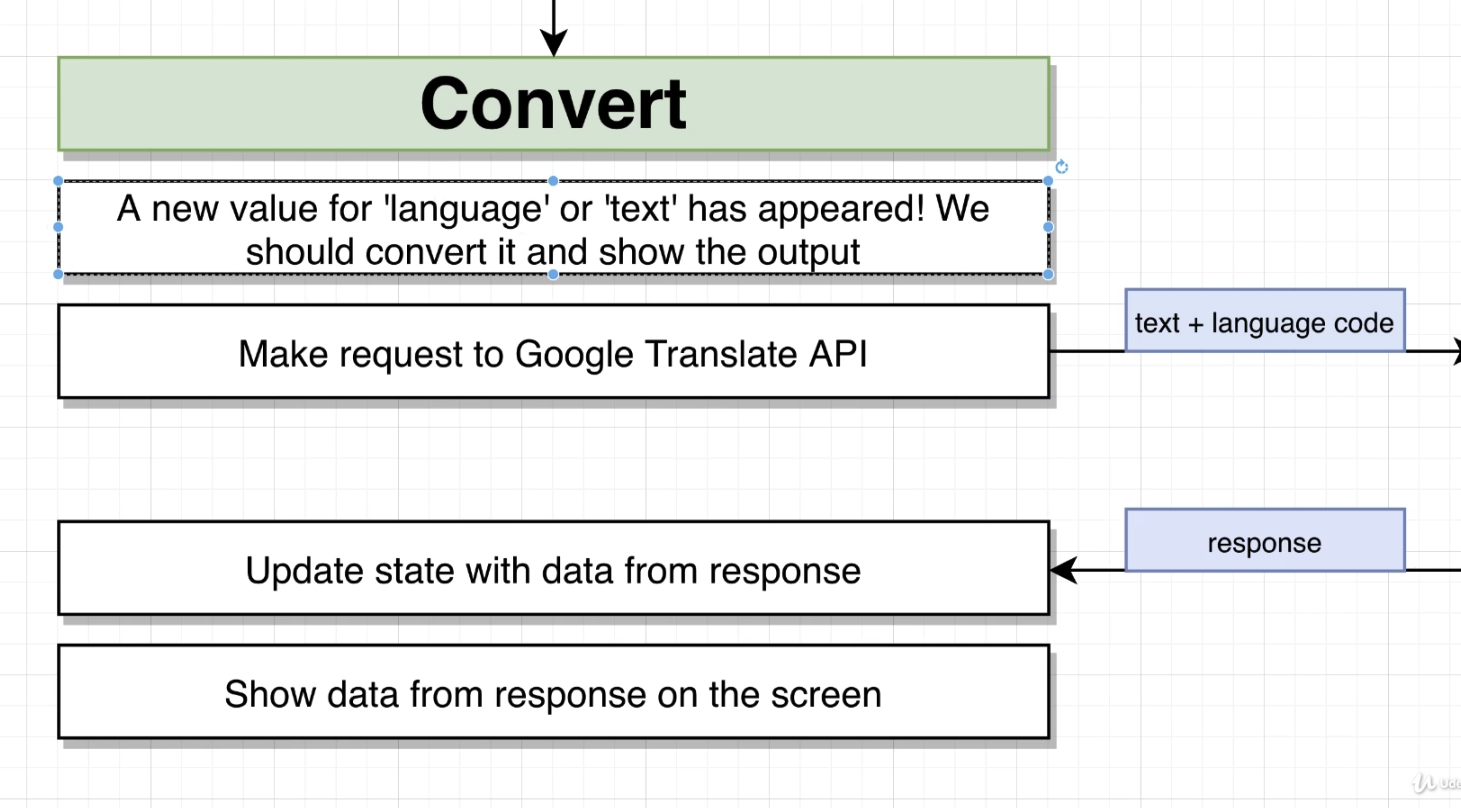 Convert
A new value for 'language' or 'text' has appeared! We
should convert it and show the output
Make request to Google Translate API
text + language code
response
Update state with data from response
Show data from response on the screen